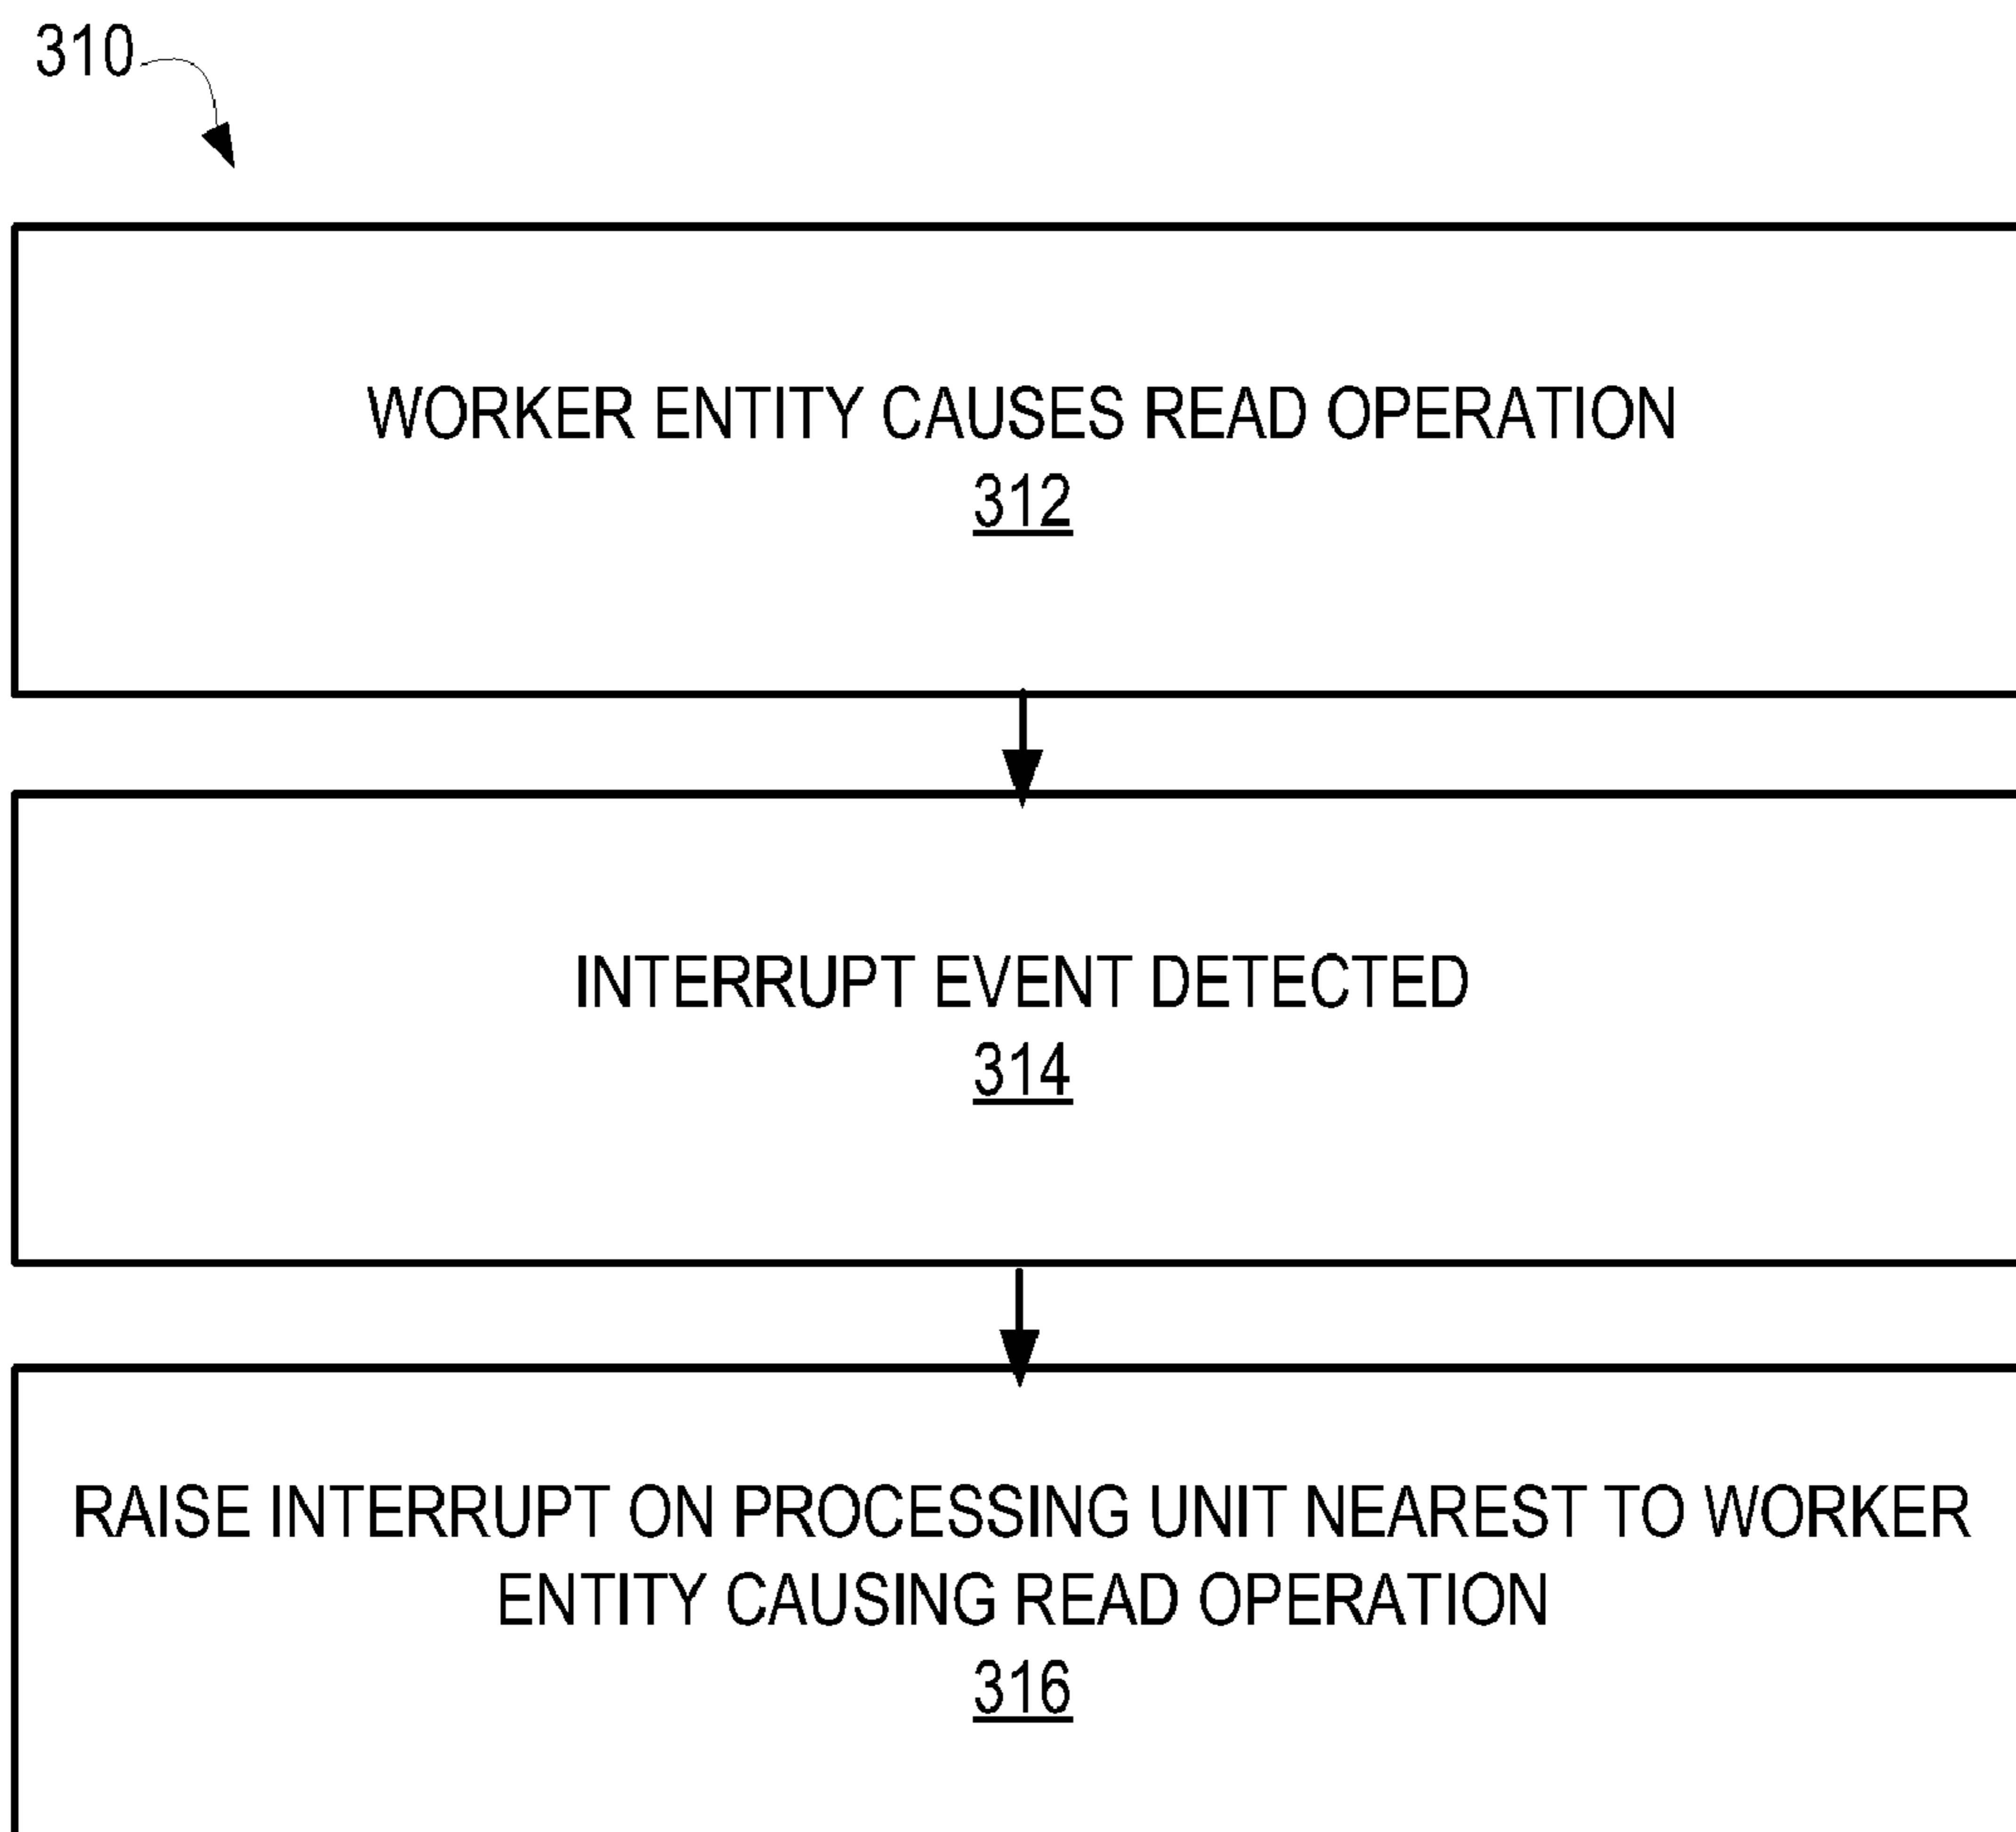 310
WORKER ENTITY CAUSES READ OPERATION
312
INTERRUPT EVENT DETECTED
314
RAISE INTERRUPT ON PROCESSING UNIT NEAREST TO WORKER
ENTITY CAUSING READ OPERATION
316